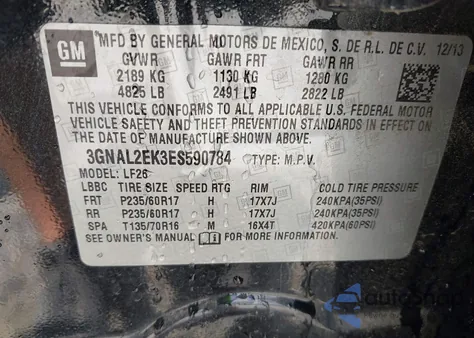 GM
MFD BY GENERAL MOTORS DE MEXICO, S. DE R.L. DE C.V. 12/13
GVWR GAWR FRT GAWR RR
2189 KG 1130 KG 1280 KG
4825 LB 2491 LB 2822 LB
THIS VEHICLE CONFORMS TO ALL APPLICABLE U.S. FEDERAL MOTOR
VEHICLE SAFETY AND THEFT PREVENTION STANDARDS IN EFFECT ON
THE DATE OF MANUFACTURE SHOWN ABOVE.
3GNAL2EK3ES590784 TYPE: M.P.V.
MODEL: LF26
LBBC TIRE SIZE SPEED RTG RIM COLD TIRE PRESSURE
FRT P235/60R17 H 17X7J 240KPA(35PSI)
RR P235/60R17 H 17X7J 240KPA(35PSI)
SPA T135/70R16 M 16X4T 420KPA(60PSI)
SEE OWNER'S MANUAL FOR MORE INFORMATION.
AutoSnap